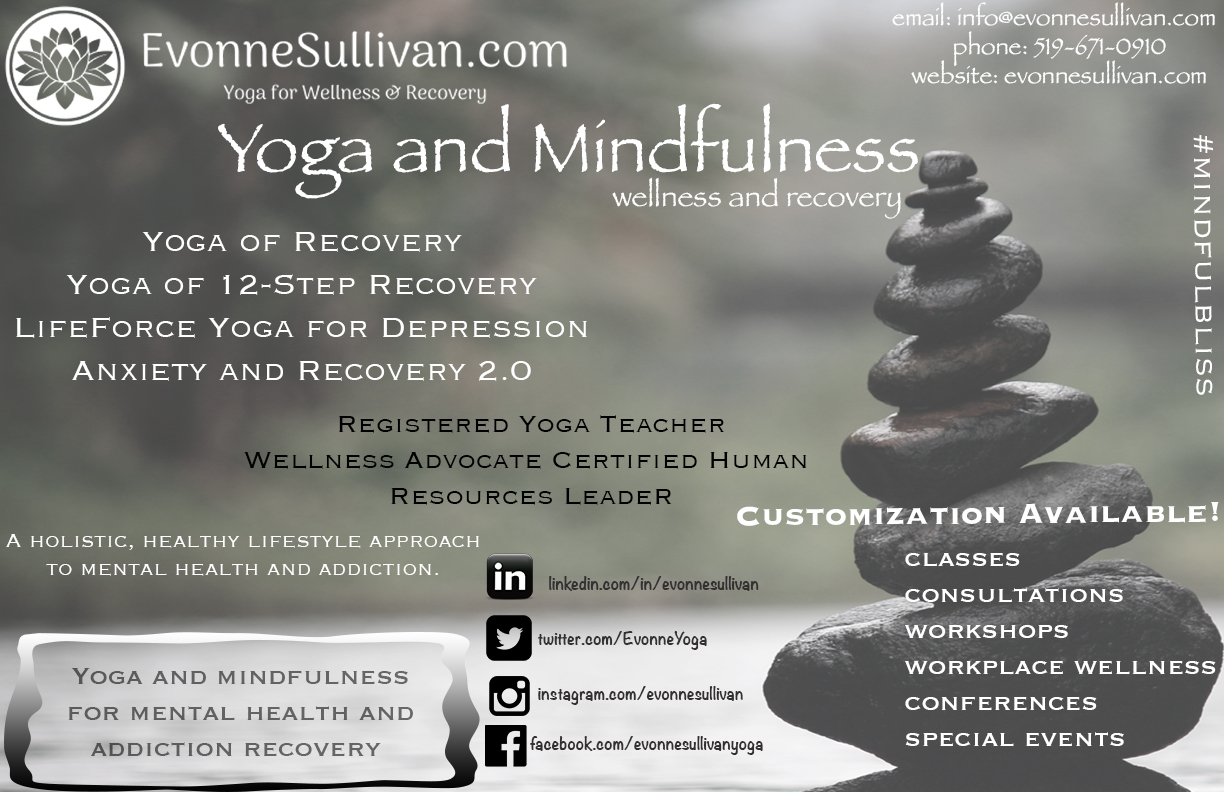 EvonneSullivan.com
Yoga for Wellness & Recovery
email: info@evonnesullivan.com
phone: 519-671-0910
website: evonnesullivan.com
Yoga and Mindfulness
wellness and recovery
#MINDFULBLISS
Yoga of Recovery
Yoga of 12-Step Recovery
LifeForce Yoga for Depression
Anxiety and Recovery 2.0
Registered Yoga Teacher
Wellness Advocate Certified Human
Resources LeadeR
A holistic, healthy lifestyle approach
to mental health and addiction.
Customization Available!
classes
consultations
workshops
workplace wellness
conferences
special events
in linkedin.com/in/evonnesullivan
twitter.com/EvonneYoga
instagram.com/evonnesullivan
f facebook.com/evonnesullivanyoga
Yoga and mindfulness
for mental health and
addiction recovery